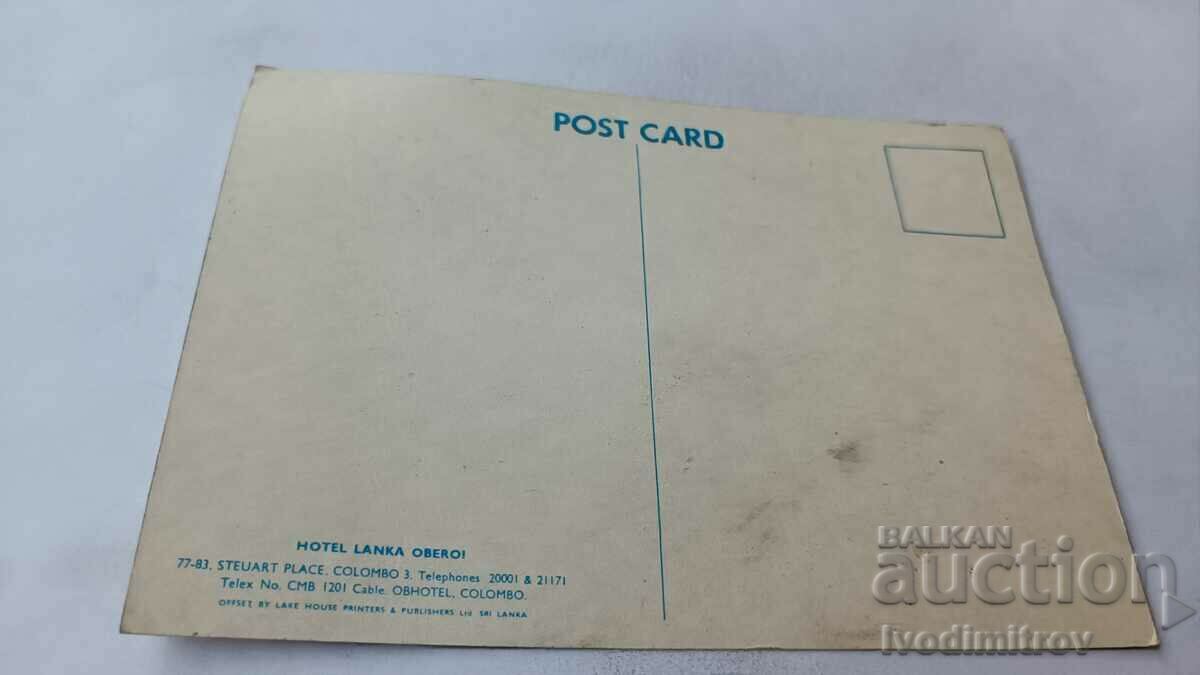 POST CARD
HOTEL LANKA OBEROI
77-83, STEUART PLACE, COLOMBO 3. Telephones 20001 & 21171
Telex No. CMB 1201 Cable. OBHOTEL, COLOMBO.
OFFSET BY LAKE HOUSE PRINTERS & PUBLISHERS Ltd SRI LANKA
BALKAN
auction
Ivodimitrov